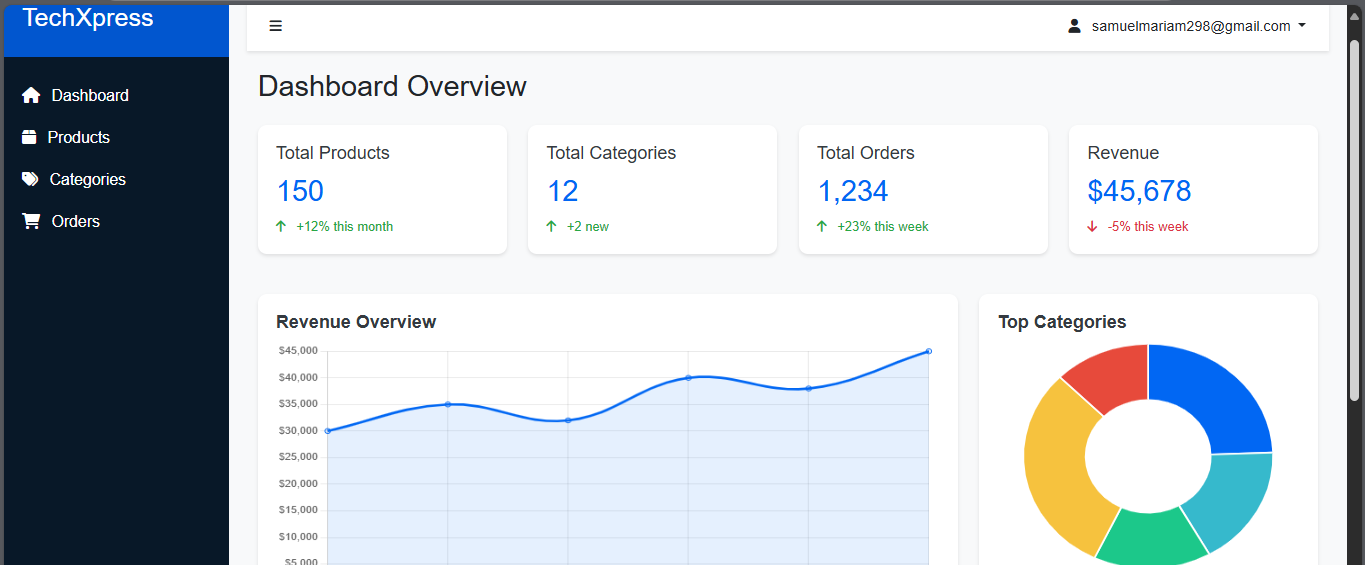 TechXpress
samuelmariam298@gmail.com
Dashboard
Products
Categories
Orders
Dashboard Overview
Total Products
150
+12% this month
Total Categories
12
+2 new
Total Orders
1,234
+23% this week
Revenue
$45,678
-5% this week
Revenue Overview
$45,000
$40,000
$35,000
$30,000
$25,000
$20,000
$15,000
$10,000
$5,000
Top Categories